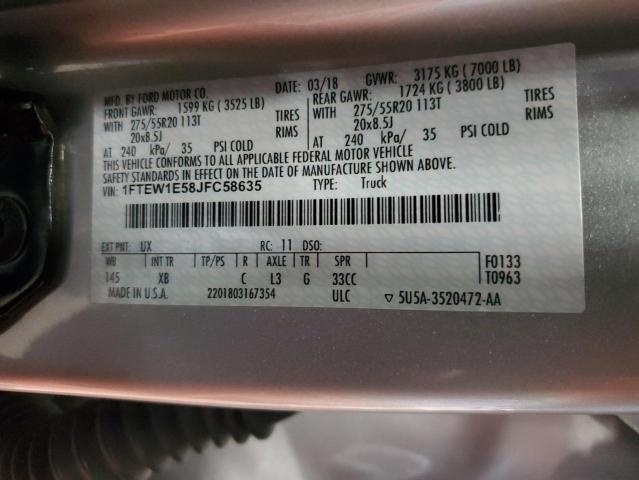 MFD. BY FORD MOTOR CO.
DATE: 03/18 GVWR: 3175 KG ( 7000 LB)
FRONT GAWR: 1599 KG ( 3525 LB) REAR GAWR: 1724 KG ( 3800 LB)
WITH 275/55R20 113T TIRES WITH 275/55R20 113T TIRES
20x8.5J RIMS 20x8.5J RIMS
AT 240 kPa/ 35 PSI COLD AT 240 kPa/ 35 PSI COLD
THIS VEHICLE CONFORMS TO ALL APPLICABLE FEDERAL MOTOR VEHICLE
SAFETY STANDARDS IN EFFECT ON THE DATE OF MANUFACTURE SHOWN ABOVE.
VIN: 1FTEW1E58JFC58635 TYPE: Truck
EXT PNT: UX RC: 11 DSO: F0133
WB INT TR TP/PS R AXLE TR SPR T0963
145 XB C L3 G 33CC
MADE IN U.S.A. 2201803167354 ULC ▽ 5U5A-3520472-AA